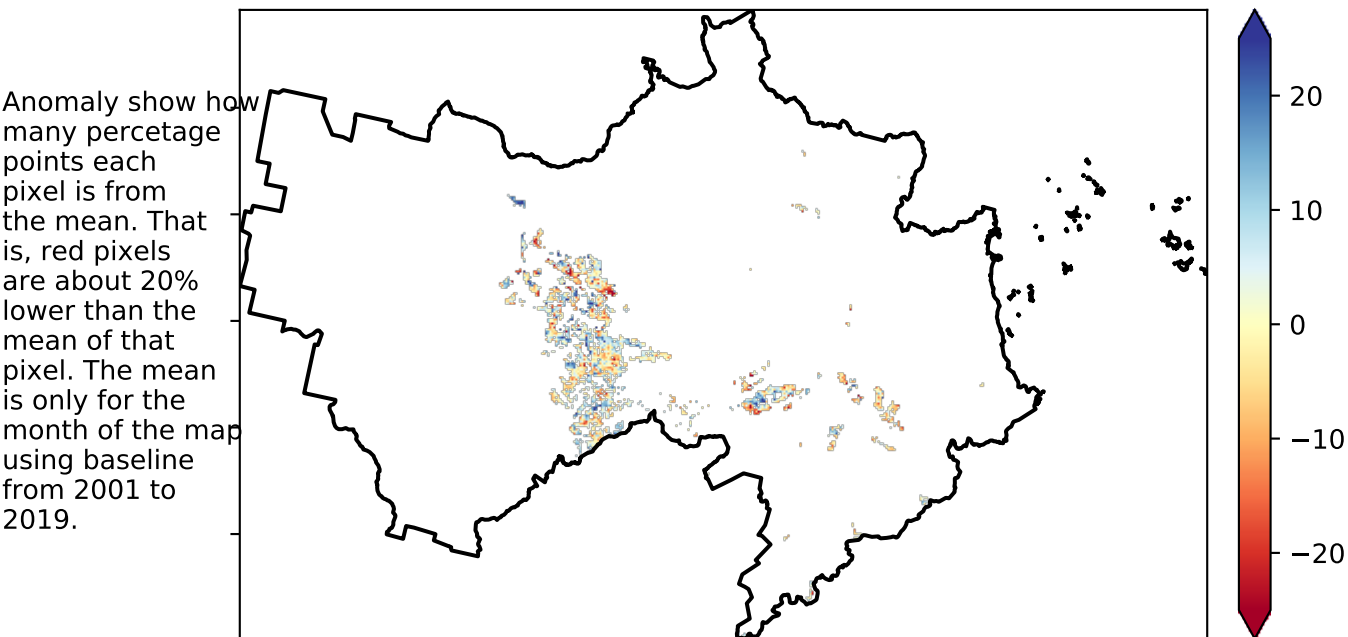 Anomaly show how
many percetage
points each
pixel is from
the mean. That
is, red pixels
are about 20%
lower than the
mean of that
pixel. The mean
is only for the
month of the map
using baseline
from 2001 to
2019.
20
10
0
−10
−20